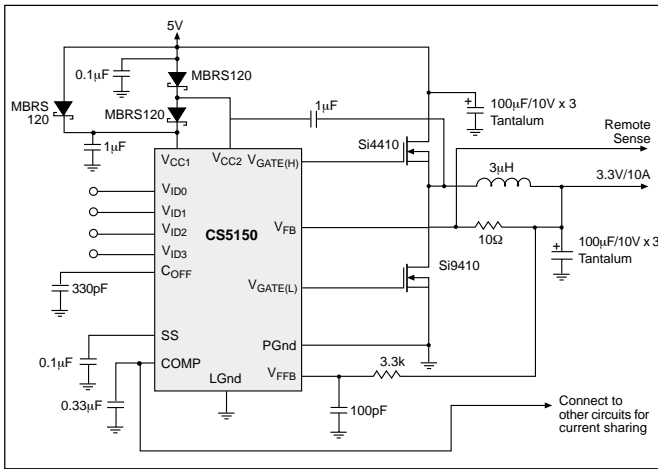 5V
0.1µF
MBRS120
MBRS
120
MBRS120
1µF
1µF
100µF/10V x 3
Tantalum
Remote
Sense
Si4410
3µH
3.3V/10A
VCC1
VCC2
VGATE(H)
VID0
VID1
VID2
VID3
CS5150
VFB
10Ω
100µF/10V x 3
Tantalum
COFF
330pF
Si9410
VGATE(L)
SS
0.1µF
PGnd
COMP
3.3k
VFFB
LGnd
0.33µF
100pF
Connect to
other circuits for
current sharing